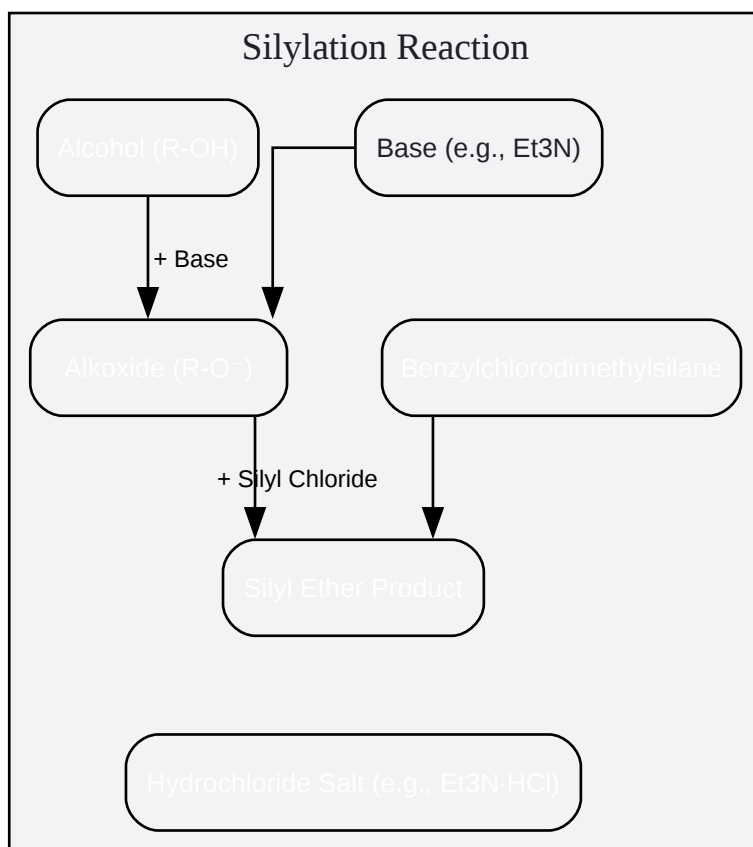 Silylation Reaction
Alcohol (R-OH)
Base (e.g., Et3N)
+ Base
Alkoxide (R-O⁻)
Benzylchlorodimethylsilane
+ Silyl Chloride
Silyl Ether Product
Hydrochloride Salt (e.g., Et3N·HCl)